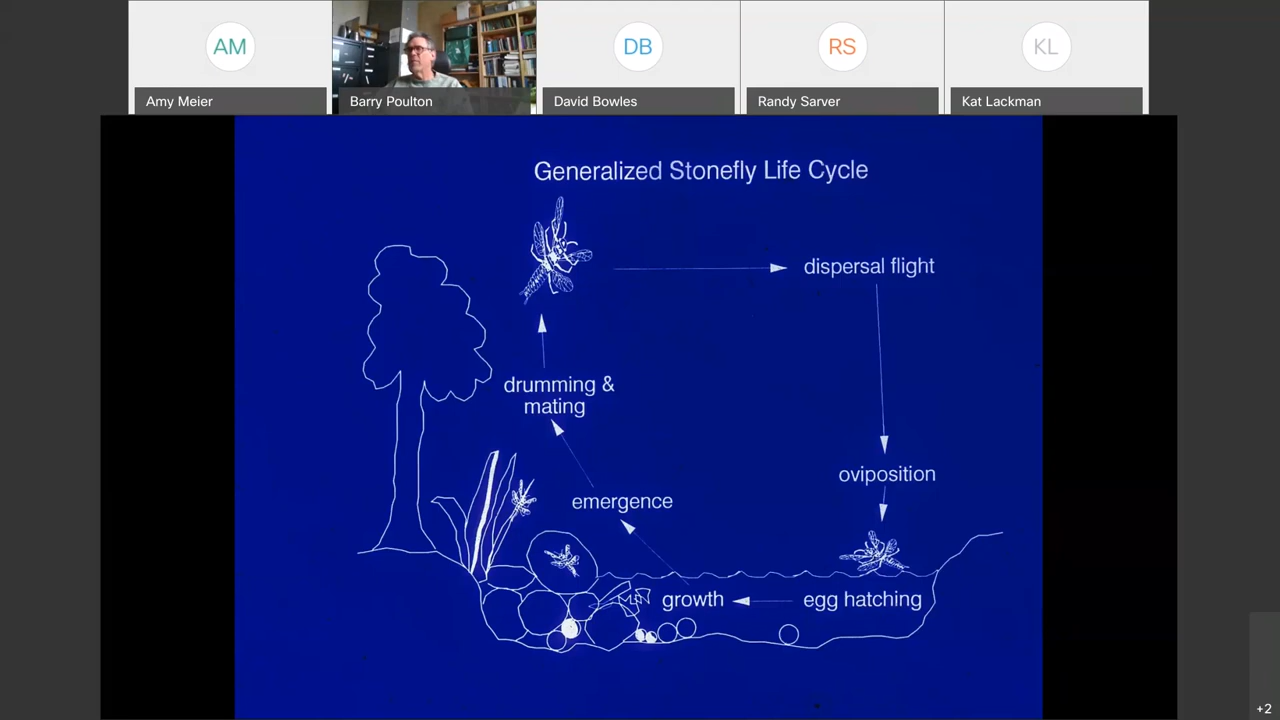 AM
DB
RS
KL
Amy Meier
Barry Poulton
David Bowles
Randy Sarver
Kat Lackman
Generalized Stonefly Life Cycle
dispersal flight
drumming &
mating
oviposition
emergence
growth
egg hatching
+2